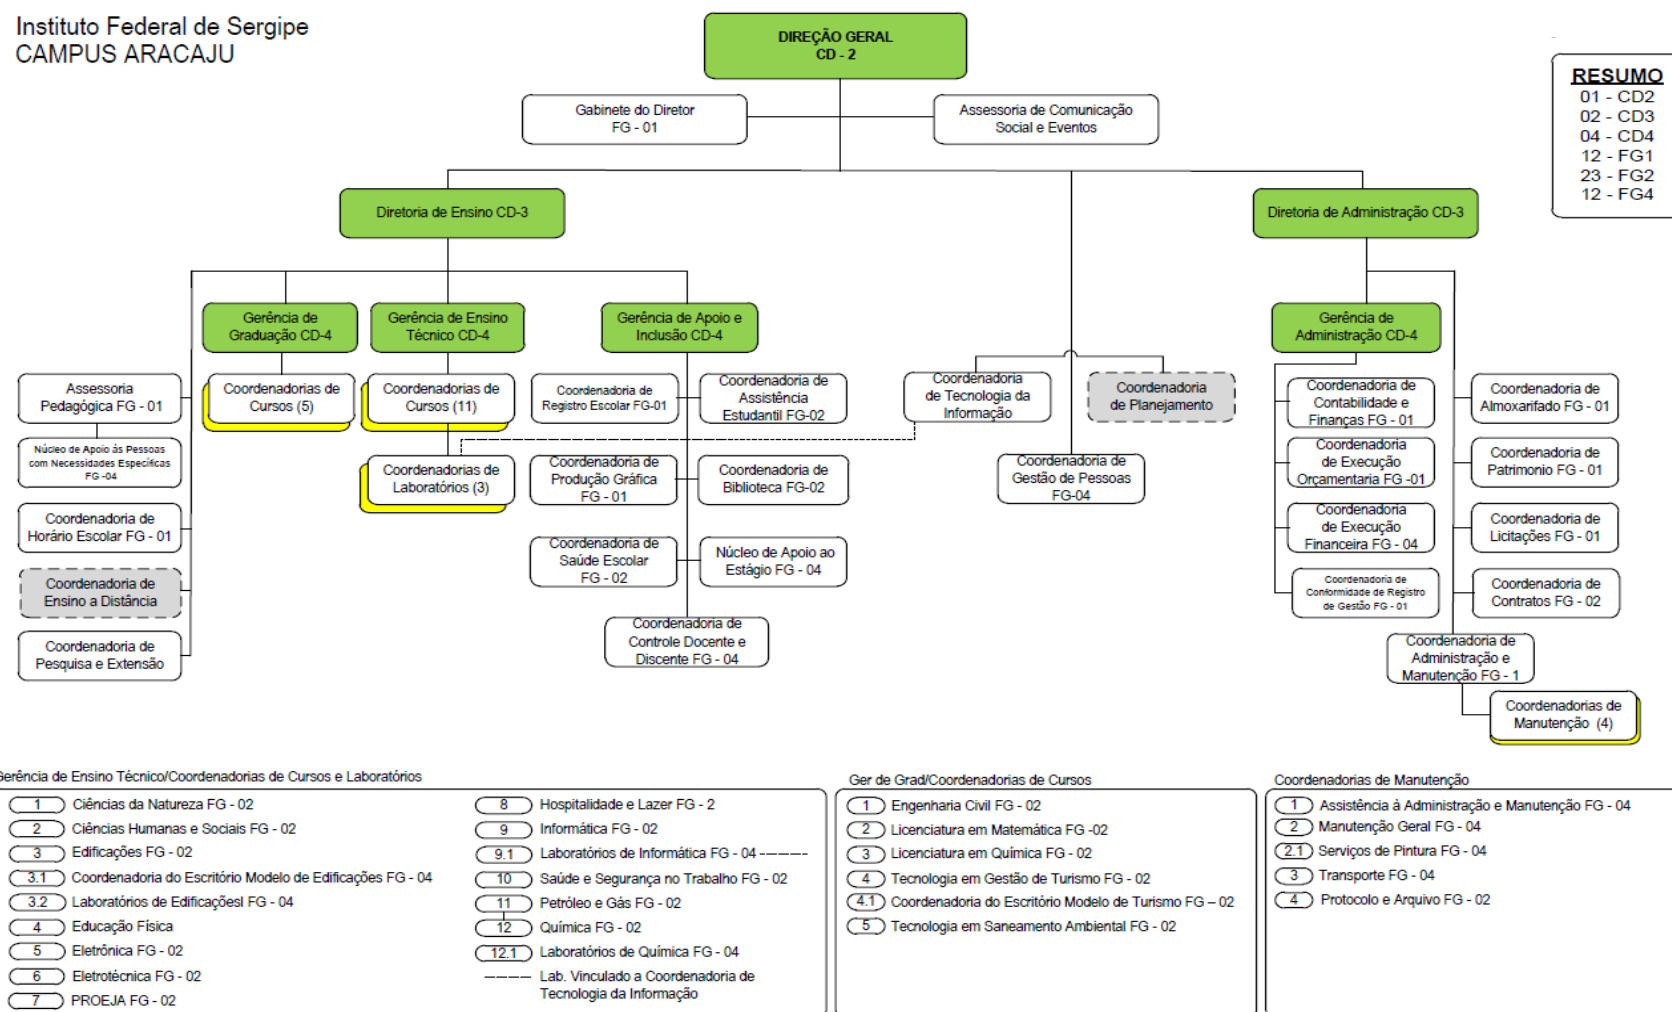 Instituto Federal de Sergipe
CAMPUS ARACAJU
DIREÇÃO GERAL
CD - 2
RESUMO
01 - CD2
02 - CD3
04 - CD4
12 - FG1
23 - FG2
12 - FG4
Gabinete do Diretor
FG - 01
Assessoria de Comunicação
Social e Eventos
Diretoria de Ensino CD-3
Diretoria de Administração CD-3
Gerência de
Graduação CD-4
Gerência de Ensino
Técnico CD-4
Gerência de Apoio e
Inclusão CD-4
Gerência de
Administração CD-4
Assessoria
Pedagógica FG - 01
Núcleo de Apoio ás Pessoas
com Necessidades Específicas
FG -04
Coordenadoria de
Horário Escolar FG - 01
Coordenadoria de
Ensino a Distância
Coordenadoria de
Pesquisa e Extensão
Coordenadorias de
Cursos (5)
Coordenadorias de
Cursos (11)
Coordenadorias de
Laboratórios (3)
Coordenadoria de
Registro Escolar FG-01
Coordenadoria de
Assistência
Estudantil FG-02
Coordenadoria de
Produção Gráfica
FG - 01
Coordenadoria de
Biblioteca FG-02
Coordenadoria de
Saúde Escolar
FG - 02
Núcleo de Apoio ao
Estágio FG - 04
Coordenadoria de
Controle Docente e
Discente FG - 04
Coordenadoria
de Tecnologia da
Informação
Coordenadoria
de Planejamento
Coordenadoria de
Gestão de Pessoas
FG-04
Coordenadoria de
Contabilidade e
Finanças FG - 01
Coordenadoria
de Execução
Orçamentaria FG -01
Coordenadoria
de Execução
Financeira FG - 04
Coordenadoria de
Conformidade de Registro
de Gestão FG - 01
Coordenadoria de
Almoxarifado FG - 01
Coordenadoria de
Patrimonio FG - 01
Coordenadoria de
Licitações FG - 01
Coordenadoria de
Contratos FG - 02
Coordenadoria de
Administração e
Manutenção FG - 1
Coordenadorias de
Manutenção (4)
Gerência de Ensino Técnico/Coordenadorias de Cursos e Laboratórios
1 Ciências da Natureza FG - 02
2 Ciências Humanas e Sociais FG - 02
3 Edificações FG - 02
3.1 Coordenadoria do Escritório Modelo de Edificações FG - 04
3.2 Laboratórios de Edificaçõesl FG - 04
4 Educação Física
5 Eletrônica FG - 02
6 Eletrotécnica FG - 02
7 PROEJA FG - 02
8 Hospitalidade e Lazer FG - 2
9 Informática FG - 02
9.1 Laboratórios de Informática FG - 04
10 Saúde e Segurança no Trabalho FG - 02
11 Petróleo e Gás FG - 02
12 Química FG - 02
12.1 Laboratórios de Química FG - 04
Lab. Vinculado a Coordenadoria de
Tecnologia da Informação
Ger de Grad/Coordenadorias de Cursos
1 Engenharia Civil FG - 02
2 Licenciatura em Matemática FG -02
3 Licenciatura em Química FG - 02
4 Tecnologia em Gestão de Turismo FG - 02
4.1 Coordenadoria do Escritório Modelo de Turismo FG – 02
5 Tecnologia em Saneamento Ambiental FG - 02
Coordenadorias de Manutenção
1 Assistência à Administração e Manutenção FG - 04
2 Manutenção Geral FG - 04
2.1 Serviços de Pintura FG - 04
3 Transporte FG - 04
4 Protocolo e Arquivo FG - 02